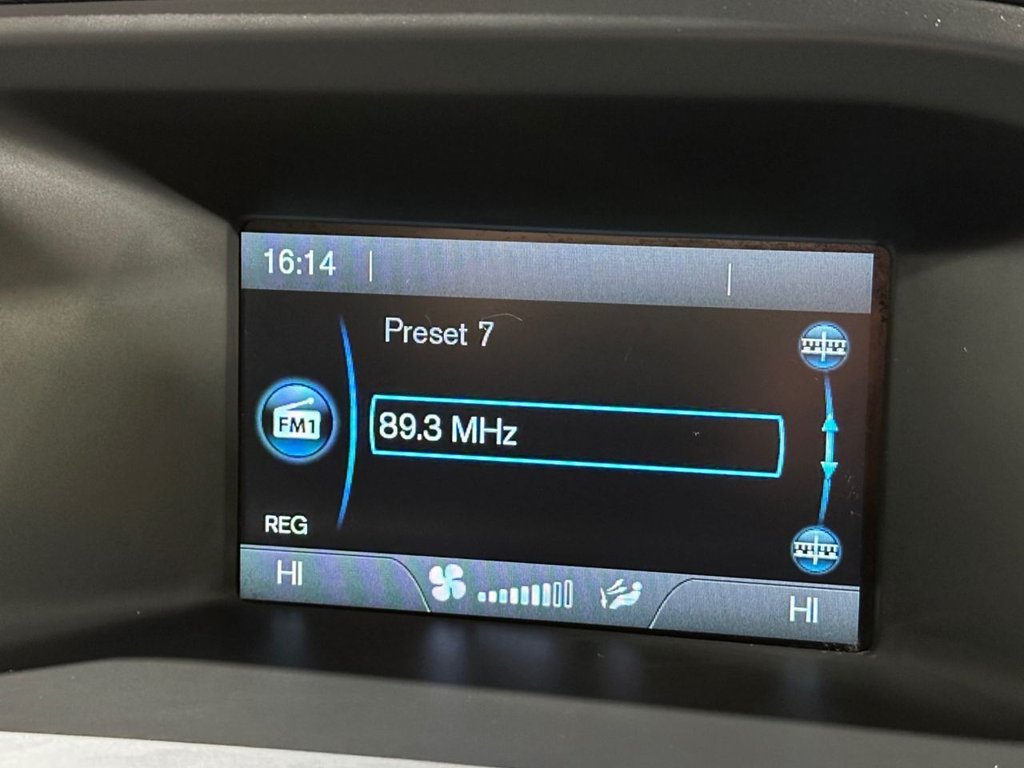 16:14
Preset 7
FM1
89.3 MHz
REG
HI
HI